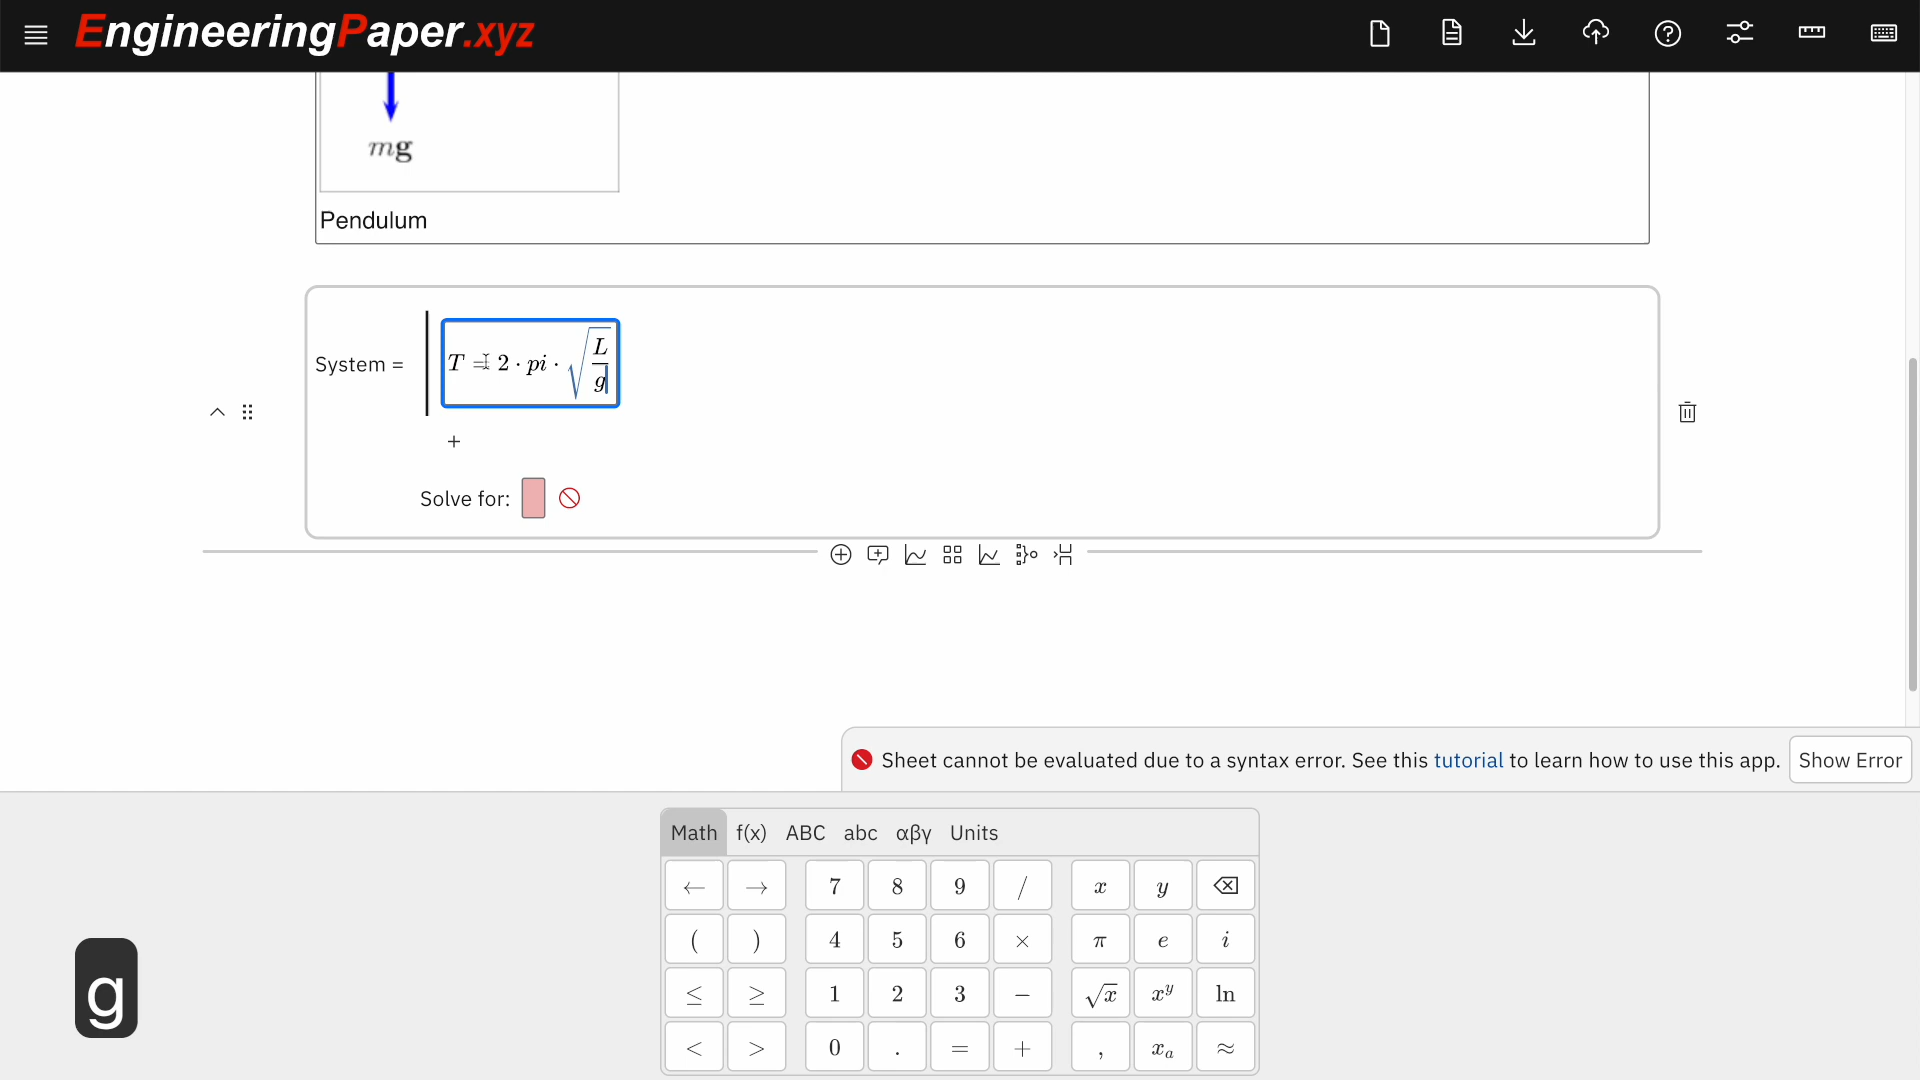 EngineeringPaper.xyz
mg
Pendulum
System = T = 2 · pi · √(L/g)
+
Solve for:
Sheet cannot be evaluated due to a syntax error. See this tutorial to learn how to use this app. Show Error
Math f(x) ABC abc αβγ Units
← → 7 8 9 / x y
( ) 4 5 6 × π e i
≤ ≥ 1 2 3 − √x x^y ln
< > 0 . = + , x_a ≈
g